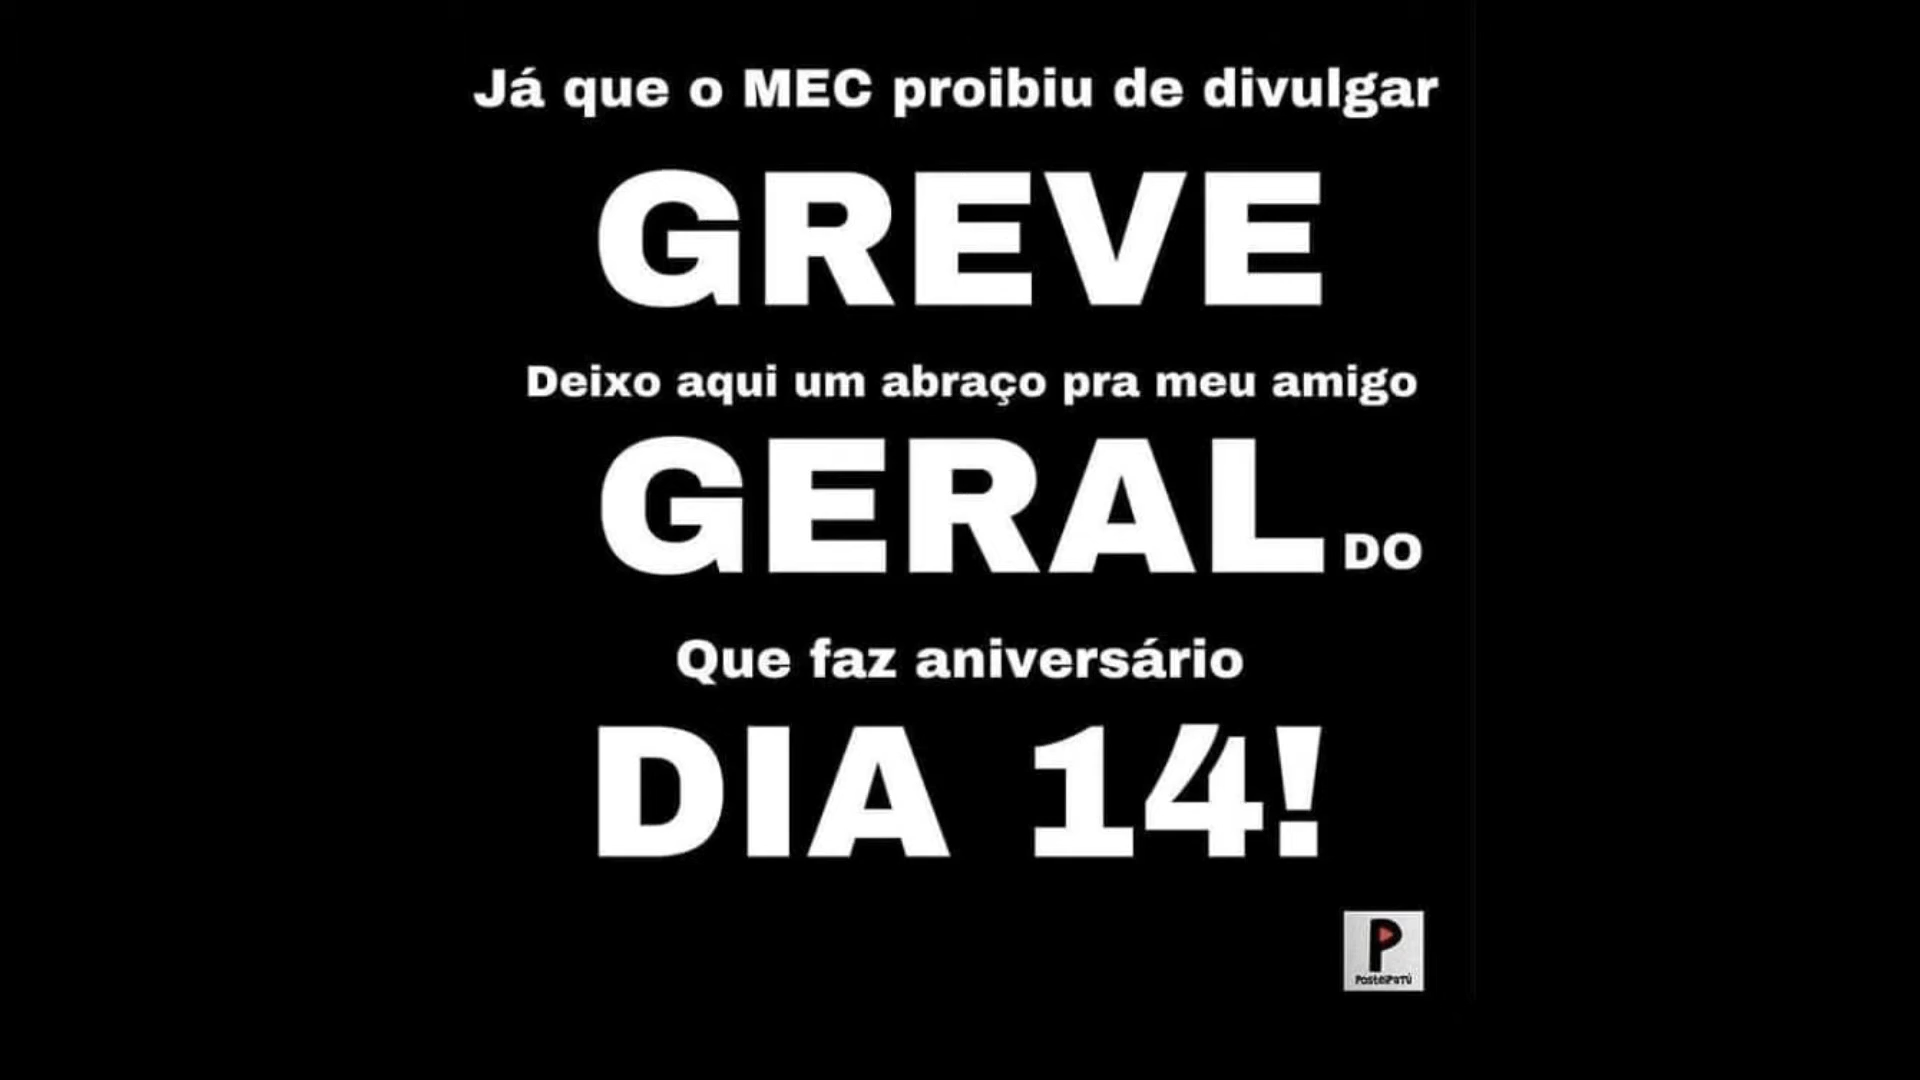 Já que o MEC proibiu de divulgar
GREVE
Deixo aqui um abraço pra meu amigo
GERAL DO
Que faz aniversário
DIA 14!
P
PosteiPaTú